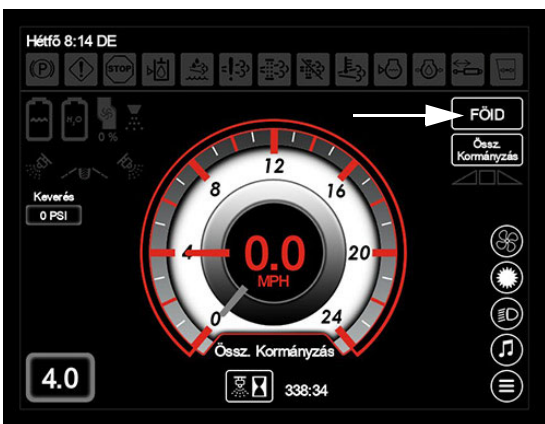 Hétfő 8:14 DE
(P)
STOP
H₂O
0 %
FÖID
Össz.
Kormányzás
Keverés
0 PSI
0
4
8
12
16
20
24
0.0
MPH
Össz. Kormányzás
4.0
338:34